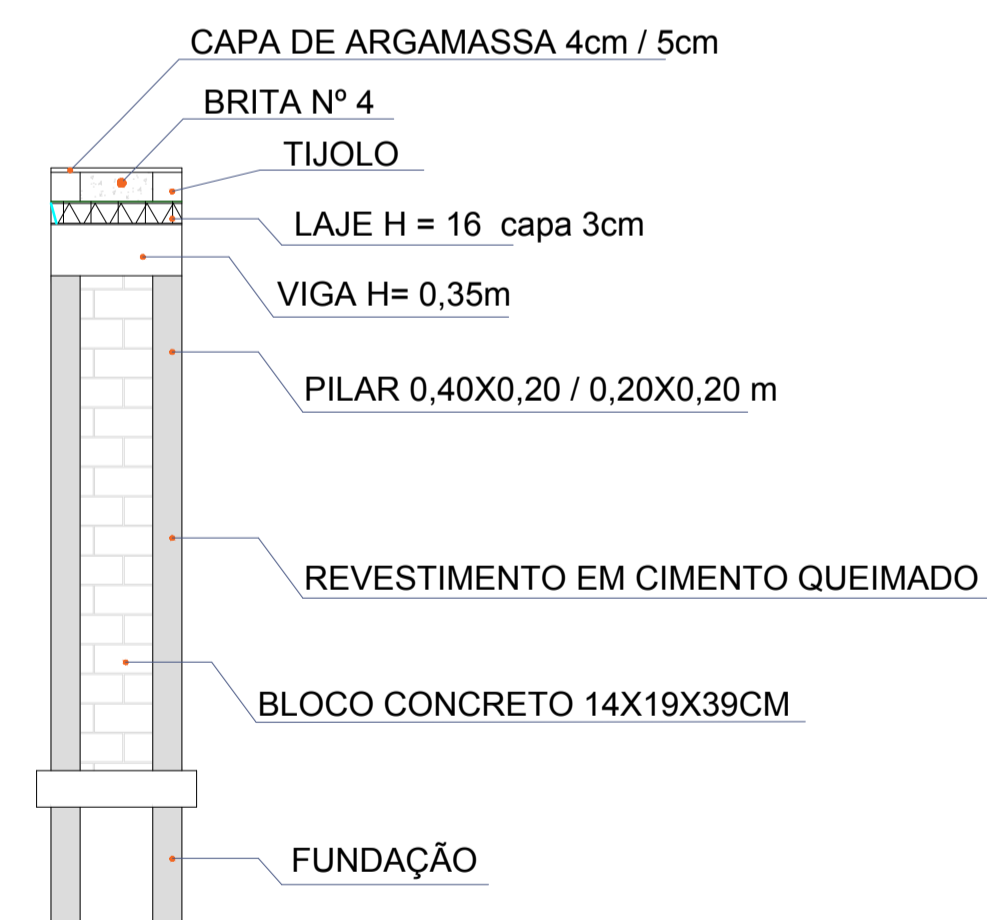 CAPA DE ARGAMASSA 4cm / 5cm
BRITA Nº 4
TIJOLO
LAJE H = 16 capa 3cm
VIGA H= 0,35m
PILAR 0,40X0,20 / 0,20X0,20 m
REVESTIMENTO EM CIMENTO QUEIMADO
BLOCO CONCRETO 14X19X39CM
FUNDAÇÃO